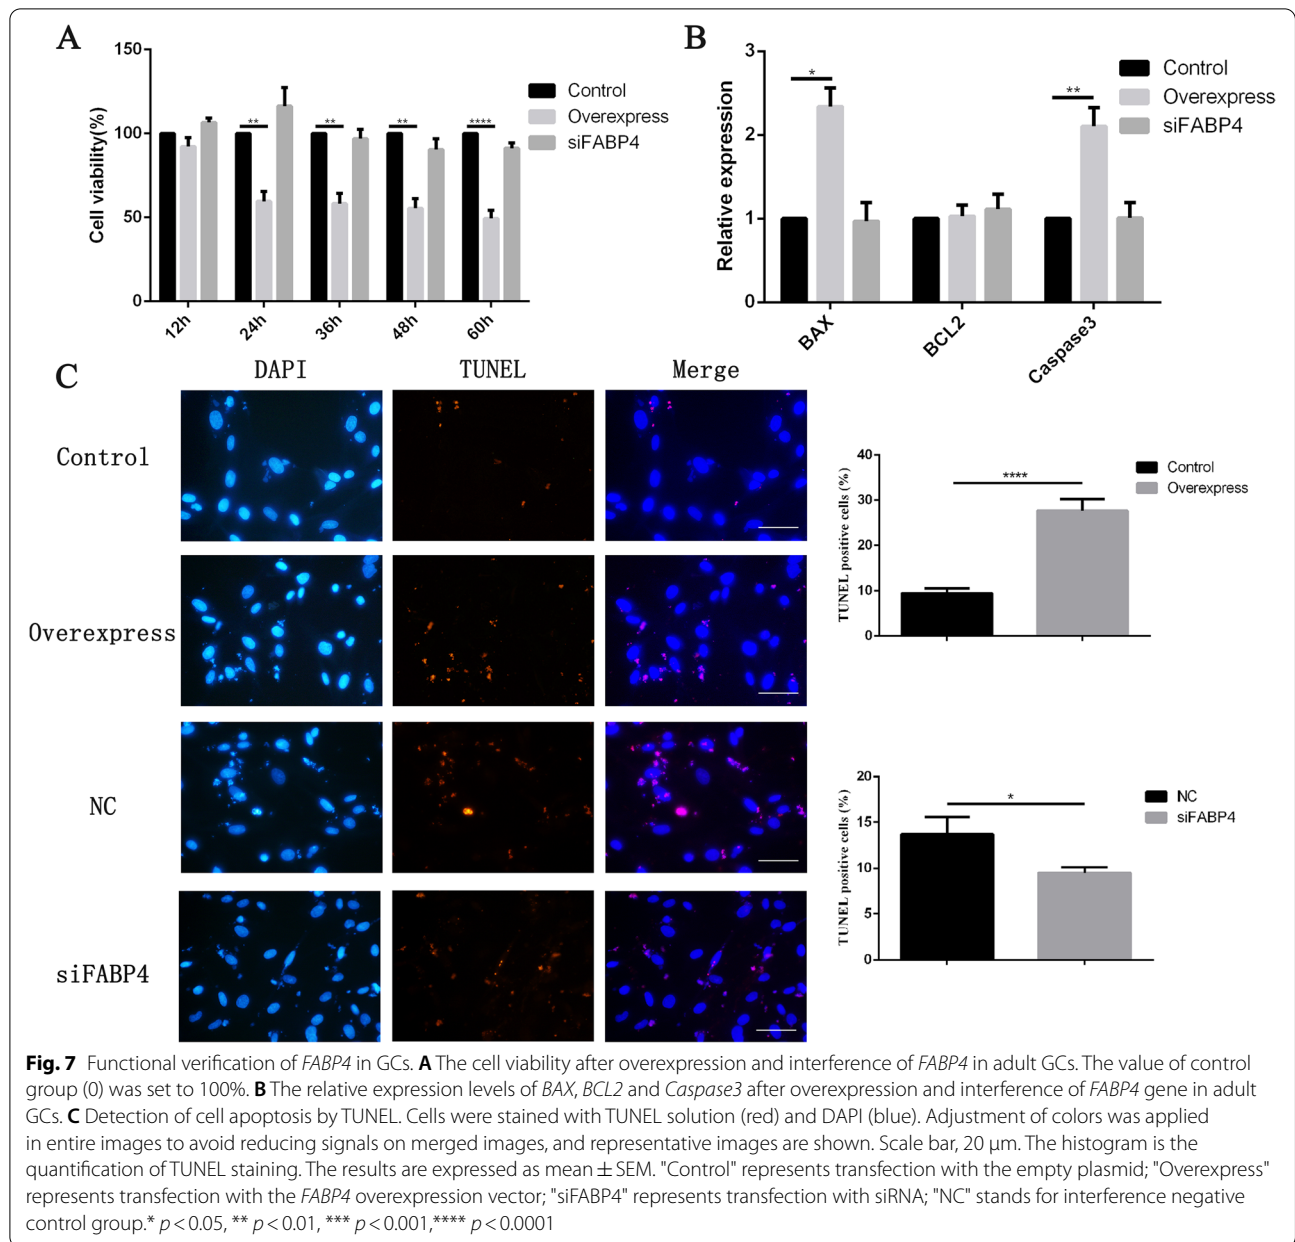 A
150
100
50
0
Cell viability(%)
**
**
**
****
12h
24h
36h
48h
60h
Control
Overexpress
siFABP4
B
3
2
1
0
Relative expression
*
**
BAX
BCL2
Caspase3
Control
Overexpress
siFABP4
C
DAPI
TUNEL
Merge
Control
Overexpress
NC
siFABP4
40
30
20
10
0
TUNEL positive cells (%)
****
Control
Overexpress
20
15
10
5
0
TUNEL positive cells (%)
*
NC
siFABP4
Fig. 7 Functional verification of FABP4 in GCs. A The cell viability after overexpression and interference of FABP4 in adult GCs. The value of control
group (0) was set to 100%. B The relative expression levels of BAX, BCL2 and Caspase3 after overexpression and interference of FABP4 gene in adult
GCs. C Detection of cell apoptosis by TUNEL. Cells were stained with TUNEL solution (red) and DAPI (blue). Adjustment of colors was applied
in entire images to avoid reducing signals on merged images, and representative images are shown. Scale bar, 20 μm. The histogram is the
quantification of TUNEL staining. The results are expressed as mean ± SEM. "Control" represents transfection with the empty plasmid; "Overexpress"
represents transfection with the FABP4 overexpression vector; "siFABP4" represents transfection with siRNA; "NC" stands for interference negative
control group.* p < 0.05, ** p < 0.01, *** p < 0.001,**** p < 0.0001